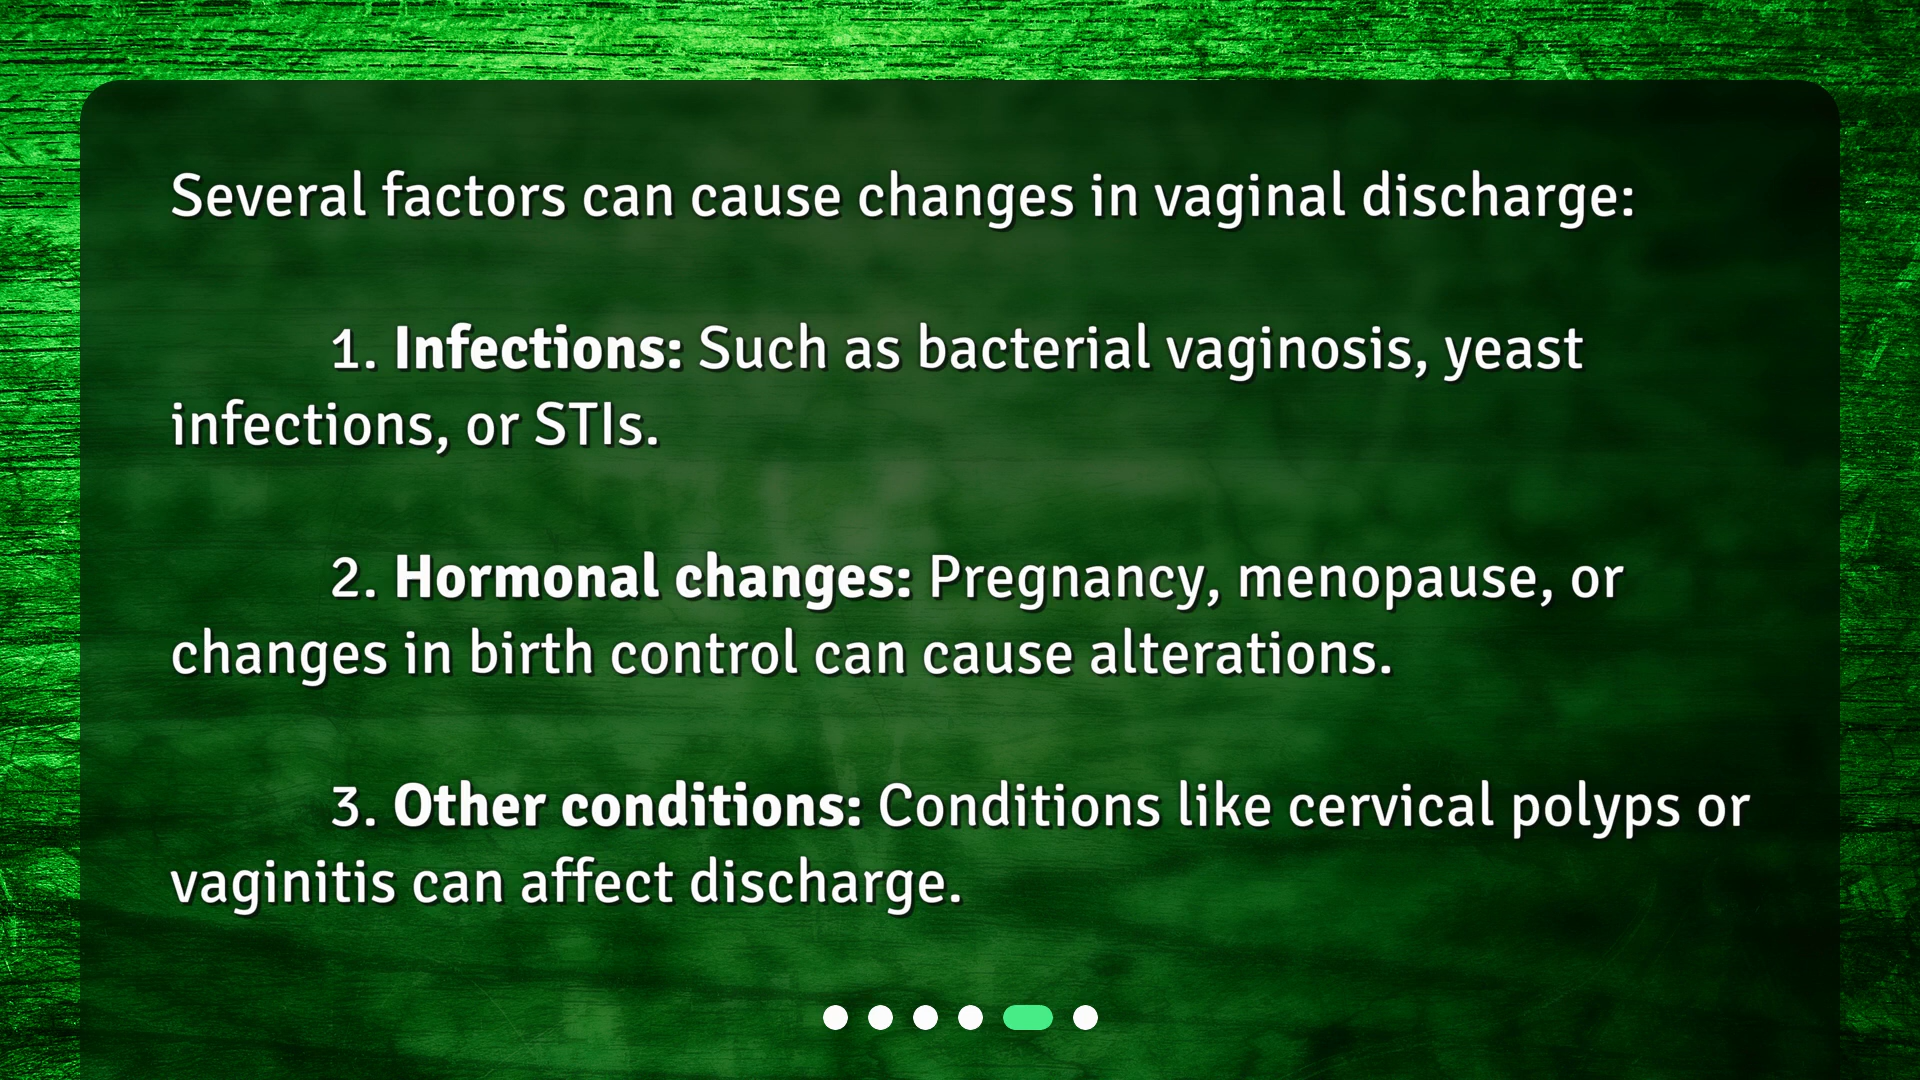 Several factors can cause changes in vaginal discharge:
1. Infections: Such as bacterial vaginosis, yeast
infections, or STIs.
2. Hormonal changes: Pregnancy, menopause, or
changes in birth control can cause alterations.
3. Other conditions: Conditions like cervical polyps or
vaginitis can affect discharge.